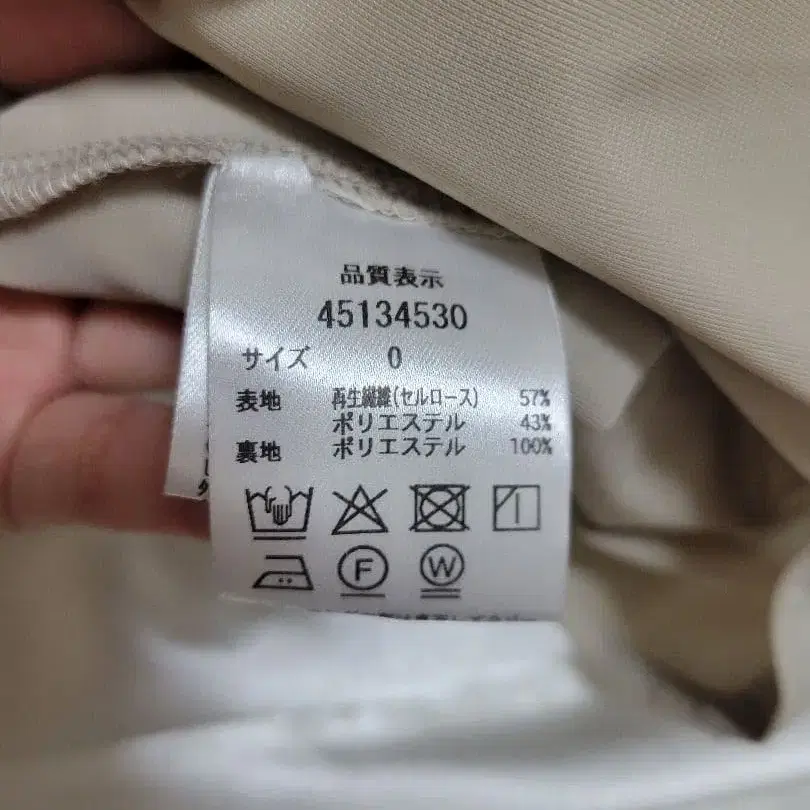 品質表示
45134530
サイズ 0
表地 再生繊維(セルロース) 57%
ポリエステル 43%
裏地 ポリエステル 100%
F W